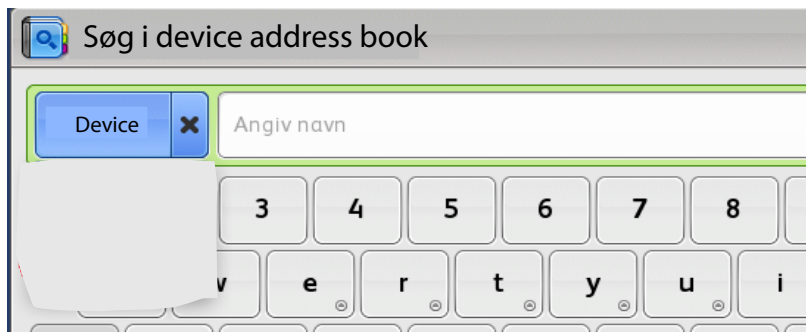 Søg i device address book
Device Angiv navn
3 4 5 6 7 8
e r t y u i